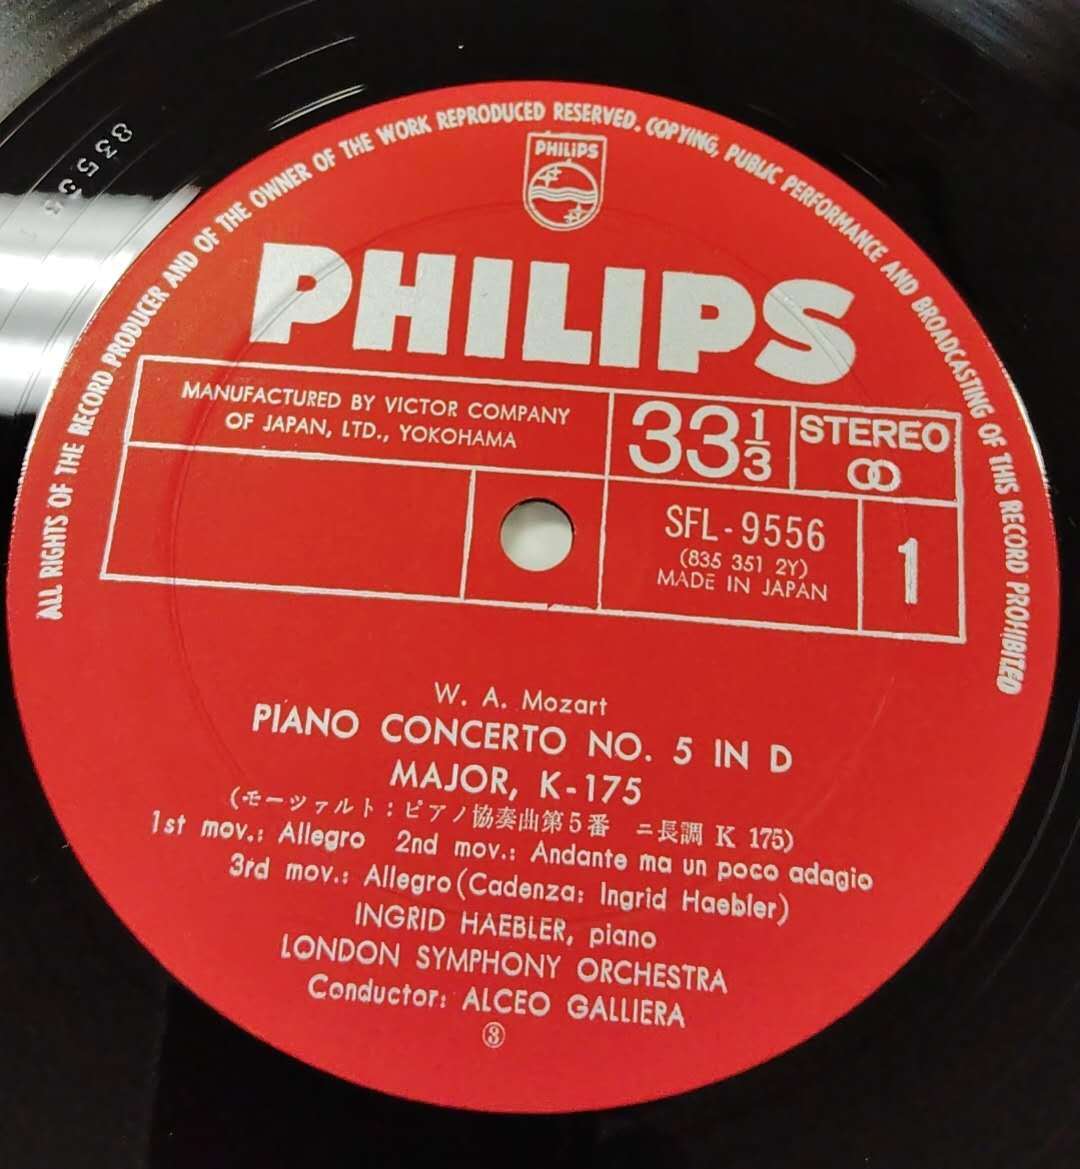 ALL RIGHTS OF THE RECORD PRODUCER AND OF THE OWNER OF THE WORK REPRODUCED RESERVED. COPYING, PUBLIC PERFORMANCE AND BROADCASTING OF THIS RECORD PROHIBITED
PHILIPS
PHILIPS
MANUFACTURED BY VICTOR COMPANY
OF JAPAN, LTD., YOKOHAMA
33 1/3
STEREO
SFL-9556
(835 351 2Y)
MADE IN JAPAN
1
W. A. Mozart
PIANO CONCERTO NO. 5 IN D
MAJOR, K-175
(モーツァルト:ピアノ協奏曲第5番 ニ長調 K 175)
1st mov.: Allegro 2nd mov.: Andante ma un poco adagio
3rd mov.: Allegro (Cadenza: Ingrid Haebler)
INGRID HAEBLER, piano
LONDON SYMPHONY ORCHESTRA
Conductor: ALCEO GALLIERA
③